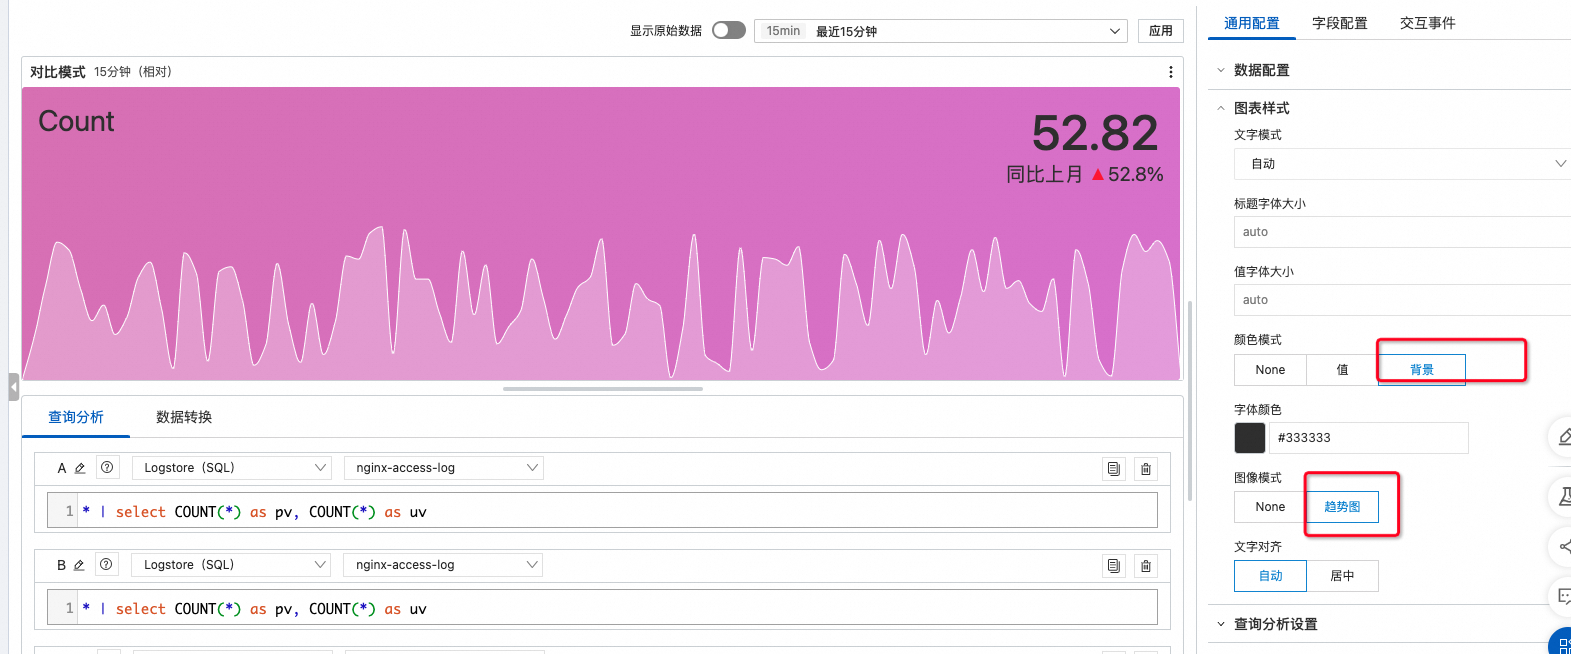 显示原始数据
15min 最近15分钟
应用
对比模式 15分钟（相对）
Count
52.82
同比上月 ▲52.8%
查询分析 数据转换
A Logstore（SQL） nginx-access-log
1 * | select COUNT(*) as pv, COUNT(*) as uv
B Logstore（SQL） nginx-access-log
1 * | select COUNT(*) as pv, COUNT(*) as uv
通用配置 字段配置 交互事件
数据配置
图表样式
文字模式
自动
标题字体大小
auto
值字体大小
auto
颜色模式
None 值 背景
字体颜色
#333333
图像模式
None 趋势图
文字对齐
自动 居中
查询分析设置